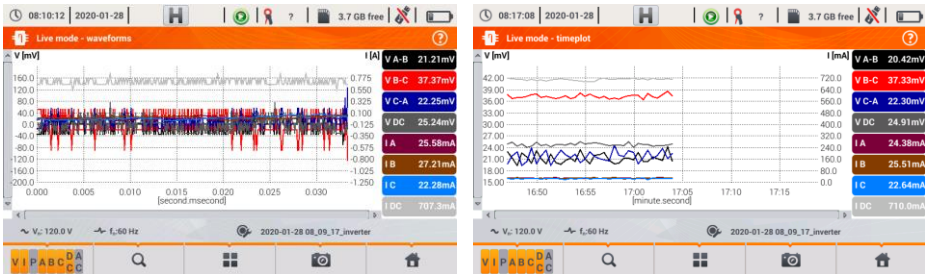 08:10:12 2020-01-28 H ? 3.7 GB free
Live mode - waveforms ?
V [mV] I [A]
160.0 0.775
120.0 0.550
80.0 0.325
40.0 0.100
0.0 -0.125
-40.0 -0.350
-80.0 -0.575
-120.0 -0.800
-160.0 -1.025
-200.0 -1.250
0.000 0.005 0.010 0.015 0.020 0.025 0.030
[second.msecond]
V A-B 21.21mV
V B-C 37.37mV
V C-A 22.25mV
V DC 25.24mV
I A 25.58mA
I B 27.21mA
I C 22.28mA
I DC 707.3mA
Vn: 120.0 V fn:60 Hz 2020-01-28 08_09_17_inverter
V I P A B C D A C C
08:17:08 2020-01-28 H ? 3.7 GB free
Live mode - timeplot ?
V [mV] I [mA]
42.00 720.0
39.00 640.0
36.00 560.0
33.00 480.0
30.00 400.0
27.00 320.0
24.00 240.0
21.00 160.0
18.00 80.0
15.00 0.0
16:50 16:55 17:00 17:05 17:10 17:15
[minute.second]
V A-B 20.42mV
V B-C 37.33mV
V C-A 22.30mV
V DC 24.91mV
I A 24.38mA
I B 25.51mA
I C 22.64mA
I DC 710.0mA
Vn: 120.0 V fn:60 Hz 2020-01-28 08_09_17_inverter
V I P A B C D A C C